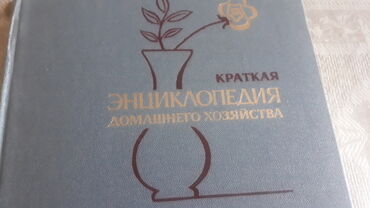 КРАТКАЯ
ЭНЦИКЛОПЕДИЯ
ДОМАШНЕГО ХОЗЯЙСТВА